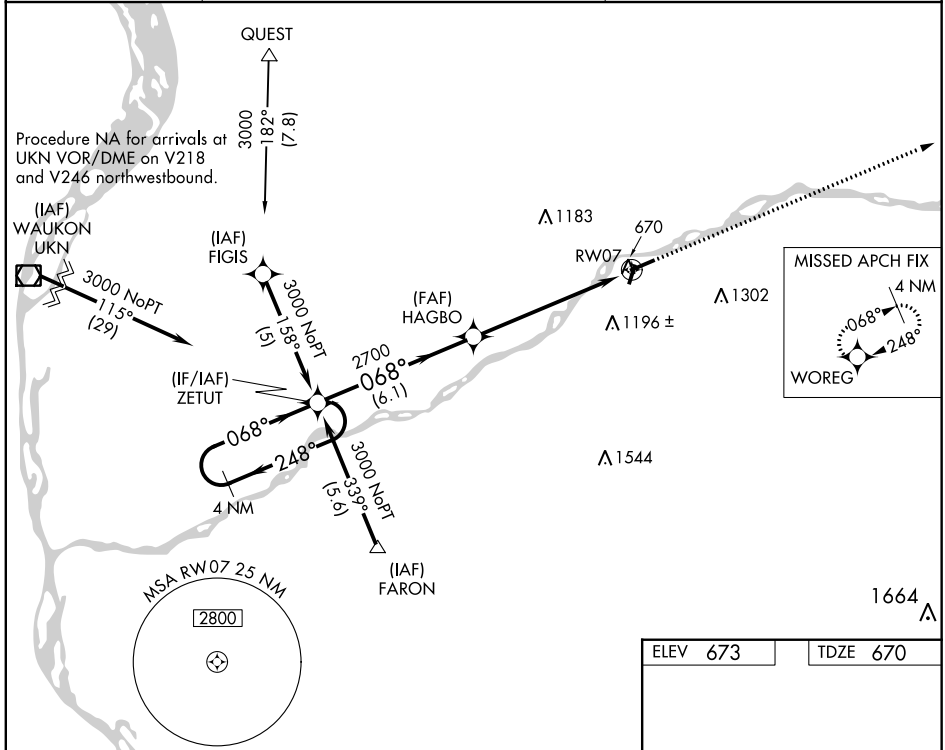 QUEST
3000
182°
(7.8)
Procedure NA for arrivals at
UKN VOR/DME on V218
and V246 northwestbound.
(IAF)
WAUKON
UKN
3000 NoPT
115°
(29)
(IAF)
FIGIS
3000 NoPT
158°
(5)
1183
670
RW07
1302
1196 ±
MISSED APCH FIX
4 NM
068°
248°
WOREG
(FAF)
HAGBO
2700
068°
(6.1)
(IF/IAF)
ZETUT
068°
248°
4 NM
3000 NoPT
339°
(5.6)
1544
(IAF)
FARON
MSA RW07 25 NM
2800
1664
ELEV 673
TDZE 670